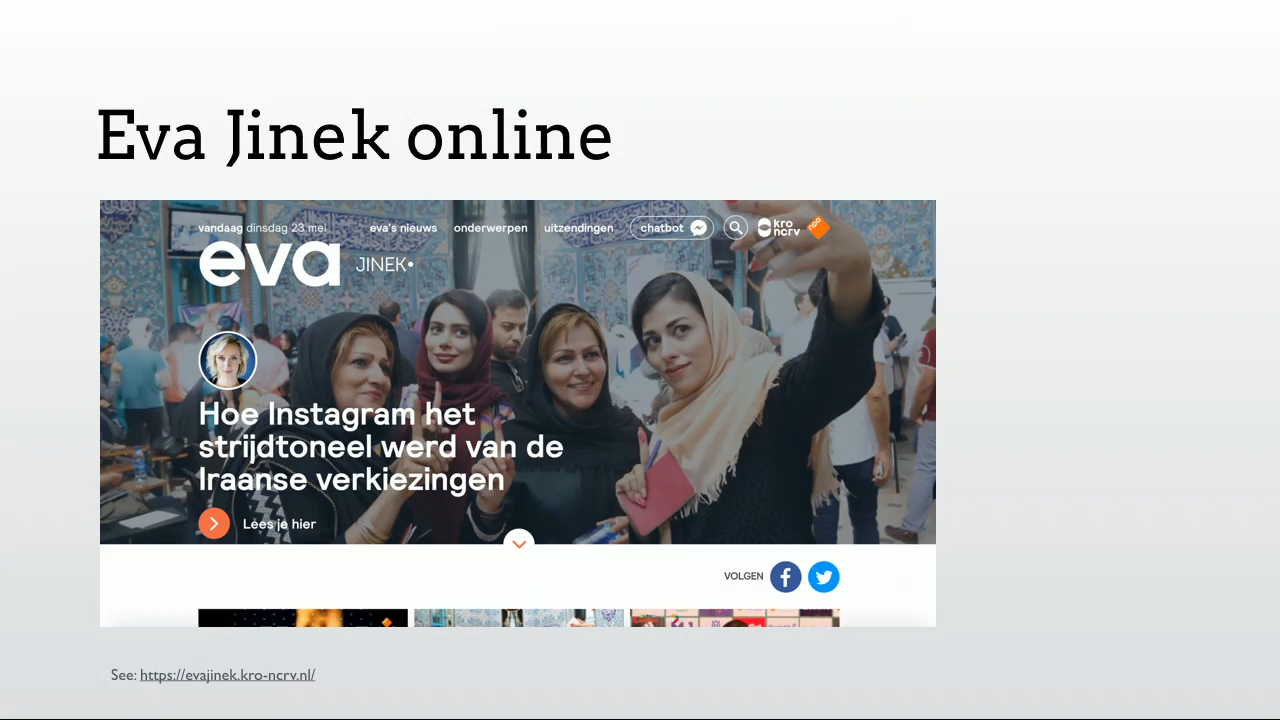 Eva Jinek online
vandaag dinsdag 23 mei
eva's nieuws
onderwerpen
uitzendingen
chatbot
kro
ncrv
npo
eva JINEK•
Hoe Instagram het
strijdtoneel werd van de
Iraanse verkiezingen
Lees je hier
VOLGEN
See: https://evajinek.kro-ncrv.nl/